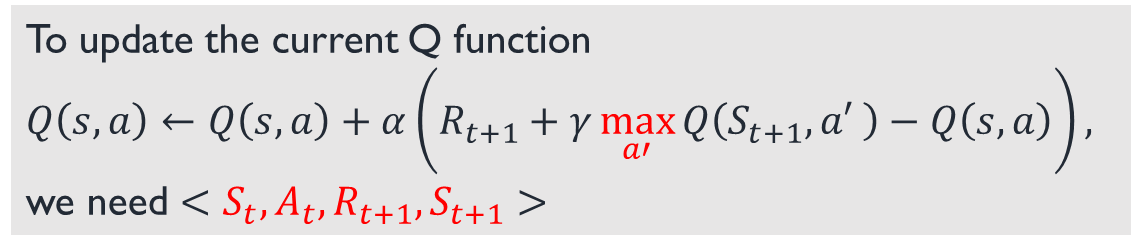 To update the current Q function
Q(s, a) ← Q(s, a) + α(R_{t+1} + γ max_{a′} Q(S_{t+1}, a′) − Q(s, a)),
we need < S_t, A_t, R_{t+1}, S_{t+1} >